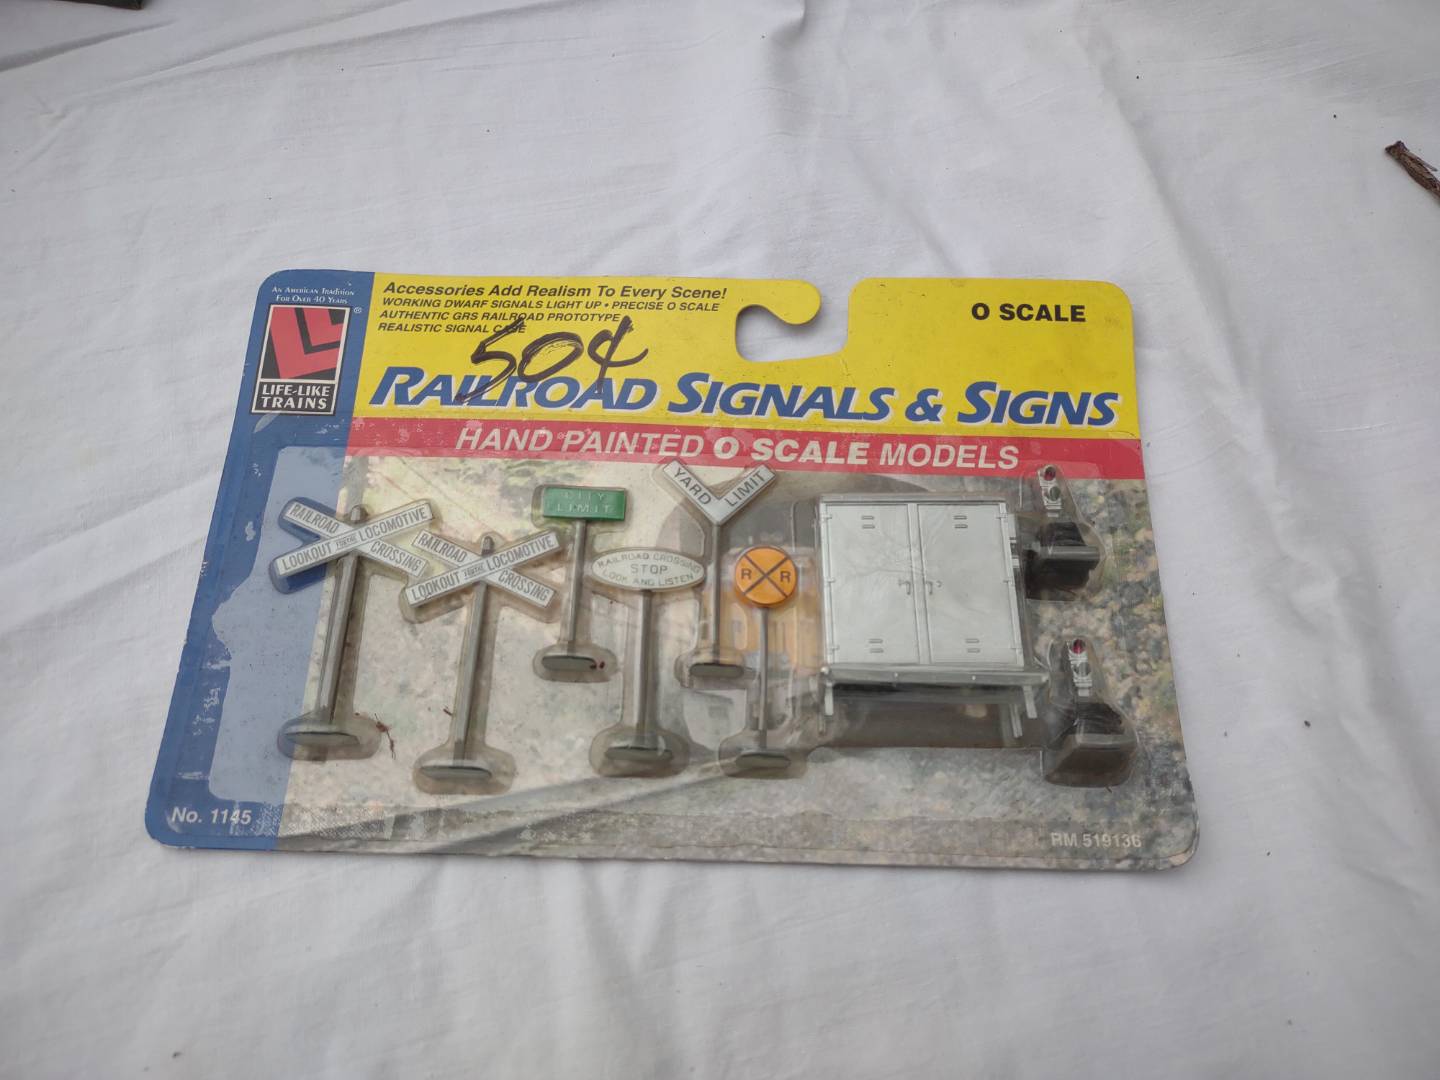 AN AMERICAN TRADITION
FOR OVER 40 YEARS
®
LIFE-LIKE
TRAINS
Accessories Add Realism To Every Scene!
WORKING DWARF SIGNALS LIGHT UP • PRECISE O SCALE
AUTHENTIC GRS RAILROAD PROTOTYPE
REALISTIC SIGNAL CASE
504
O SCALE
RAILROAD SIGNALS & SIGNS
HAND PAINTED O SCALE MODELS
RAILROAD CROSSING
LOOKOUT FOR THE LOCOMOTIVE
RAILROAD CROSSING
LOOKOUT FOR THE LOCOMOTIVE
CITY
LIMIT
RAILROAD CROSSING
STOP
LOOK AND LISTEN
YARD LIMIT
R R
No. 1145
RM 519136